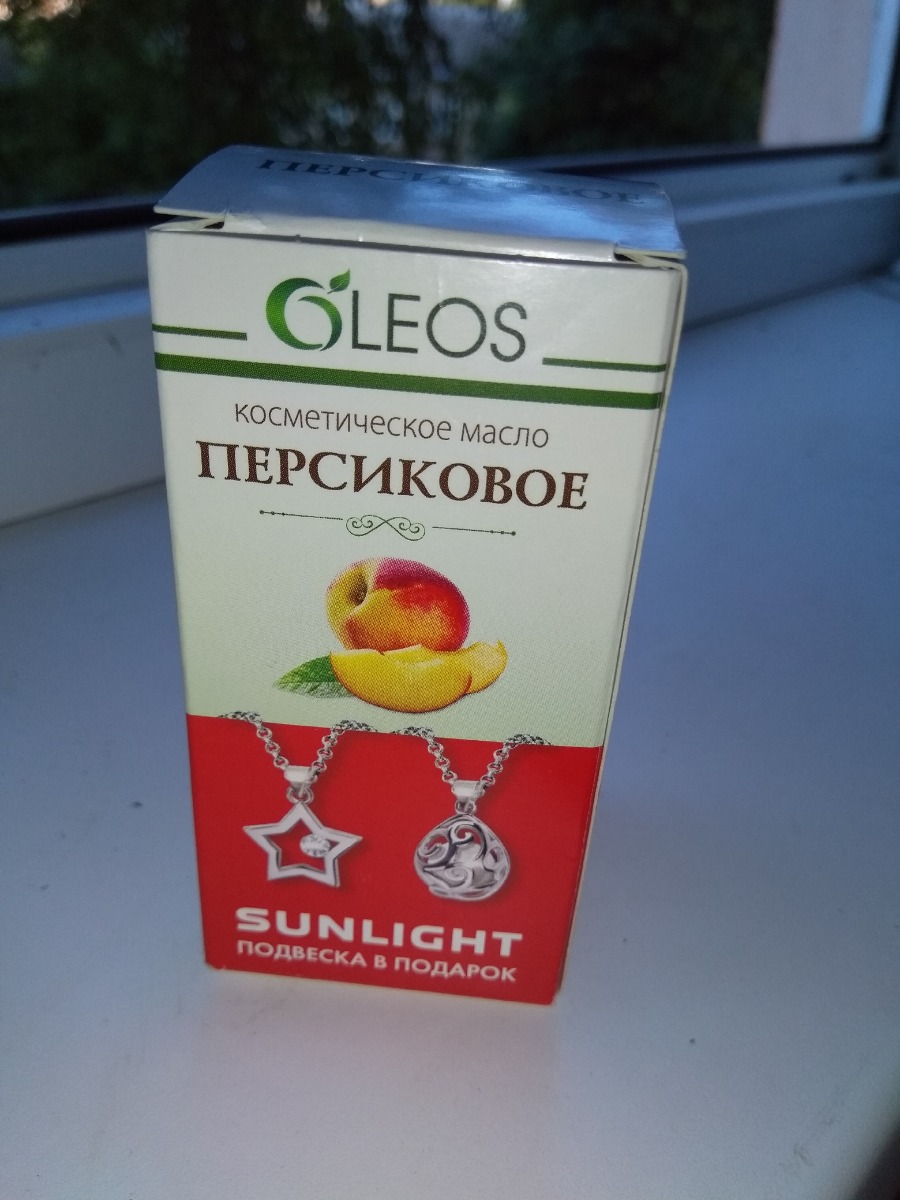 ПЕРСИКОВОЕ
OLEOS
косметическое масло
ПЕРСИКОВОЕ
SUNLIGHT
ПОДВЕСКА В ПОДАРОК